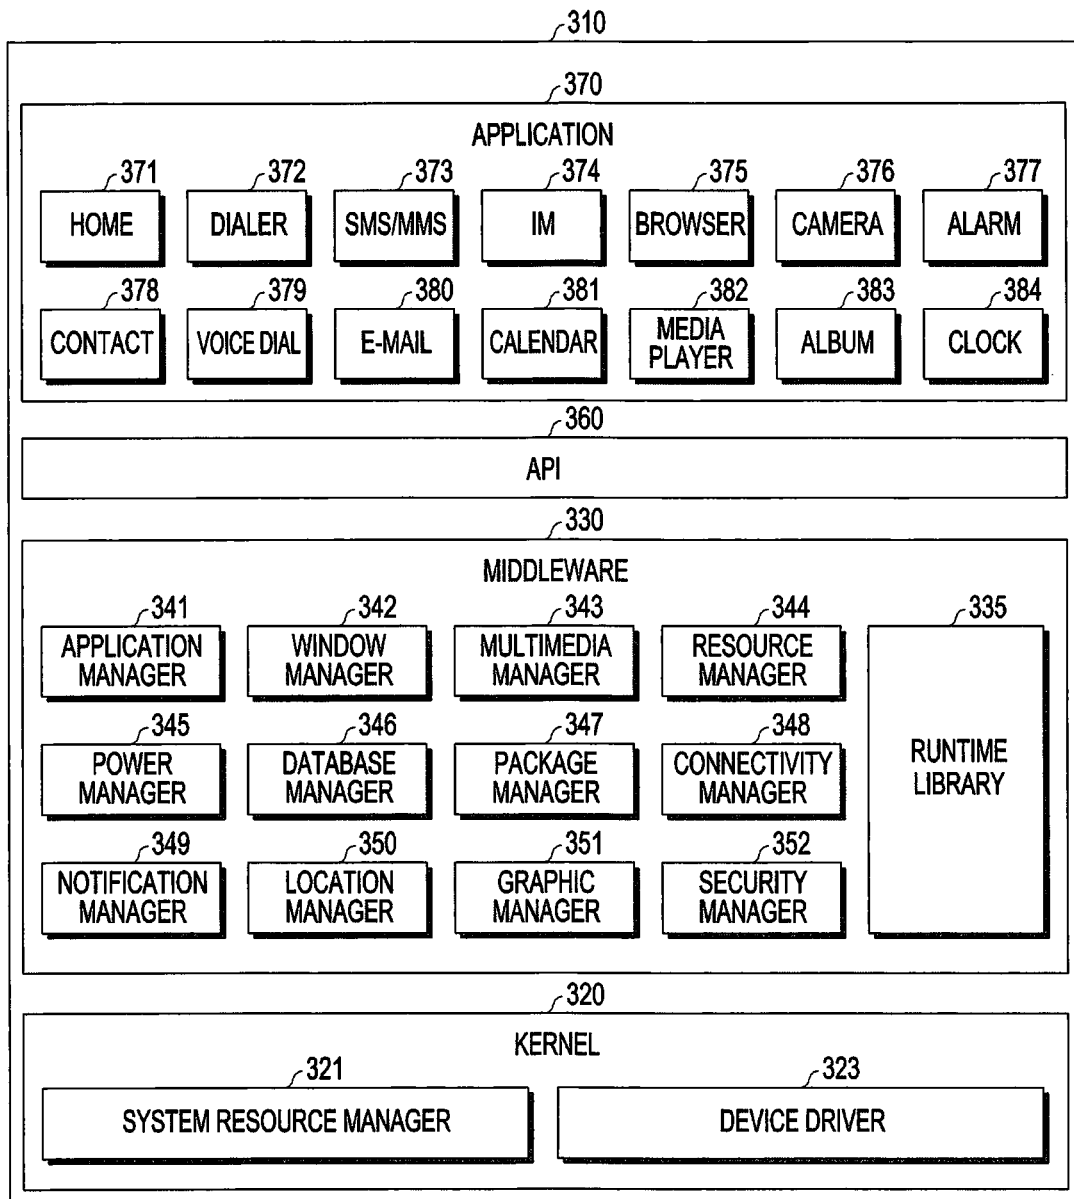 310
370
APPLICATION
371 372 373 374 375 376 377
HOME DIALER SMS/MMS IM BROWSER CAMERA ALARM
378 379 380 381 382 383 384
CONTACT VOICE DIAL E-MAIL CALENDAR MEDIA PLAYER ALBUM CLOCK
360
API
330
MIDDLEWARE
341 342 343 344 335
APPLICATION MANAGER WINDOW MANAGER MULTIMEDIA MANAGER RESOURCE MANAGER
345 346 347 348
POWER MANAGER DATABASE MANAGER PACKAGE MANAGER CONNECTIVITY MANAGER RUNTIME LIBRARY
349 350 351 352
NOTIFICATION MANAGER LOCATION MANAGER GRAPHIC MANAGER SECURITY MANAGER
320
KERNEL
321 323
SYSTEM RESOURCE MANAGER DEVICE DRIVER